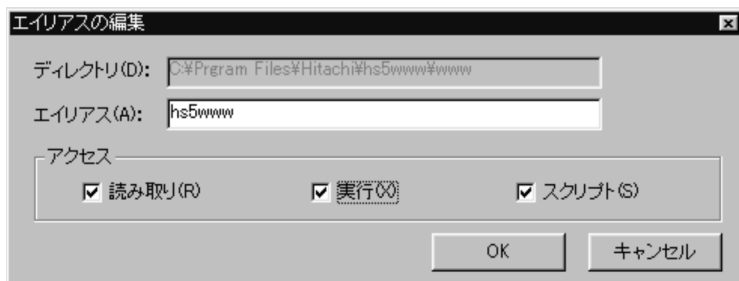 エイリアスの編集
ディレクトリ(D): C:¥Prgram Files¥Hitachi¥hs5www¥www
エイリアス(A): hs5www
アクセス
読み取り(R) 実行(X) スクリプト(S)
OK キャンセル